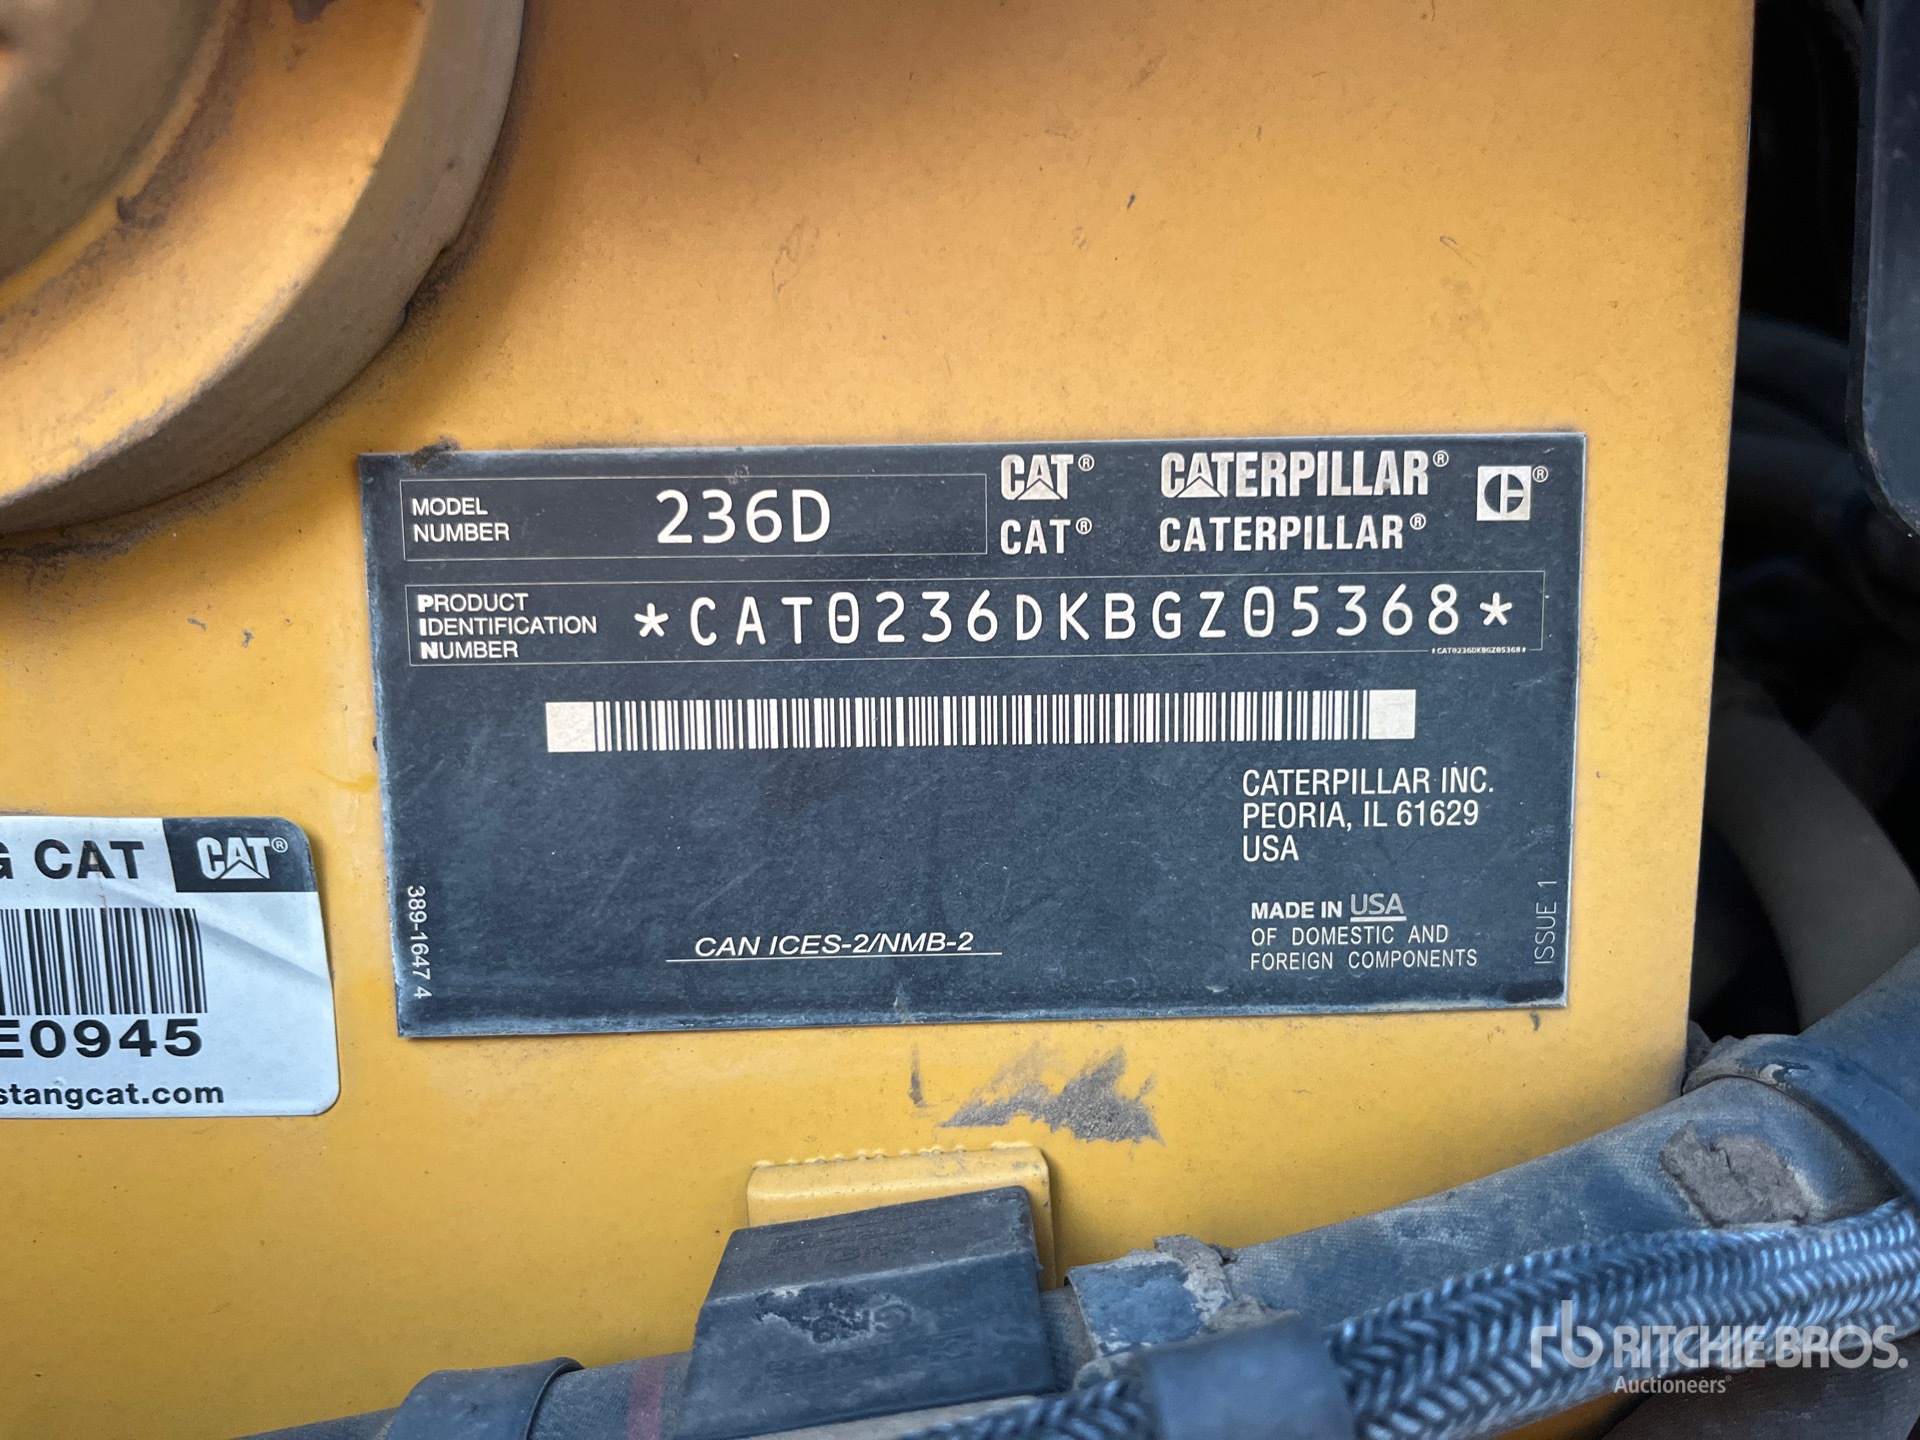 MODEL NUMBER 236D
CAT® CATERPILLAR® ®
CAT® CATERPILLAR®
PRODUCT IDENTIFICATION NUMBER *CAT0236DKBGZ05368*
*CAT0236DKBGZ05368*
CATERPILLAR INC.
PEORIA, IL 61629
USA
MADE IN USA
OF DOMESTIC AND
FOREIGN COMPONENTS
CAN ICES-2/NMB-2
389-1647 4
ISSUE 1
G CAT CAT®
E0945
stangcat.com
rb RITCHIE BROS.
Auctioneers